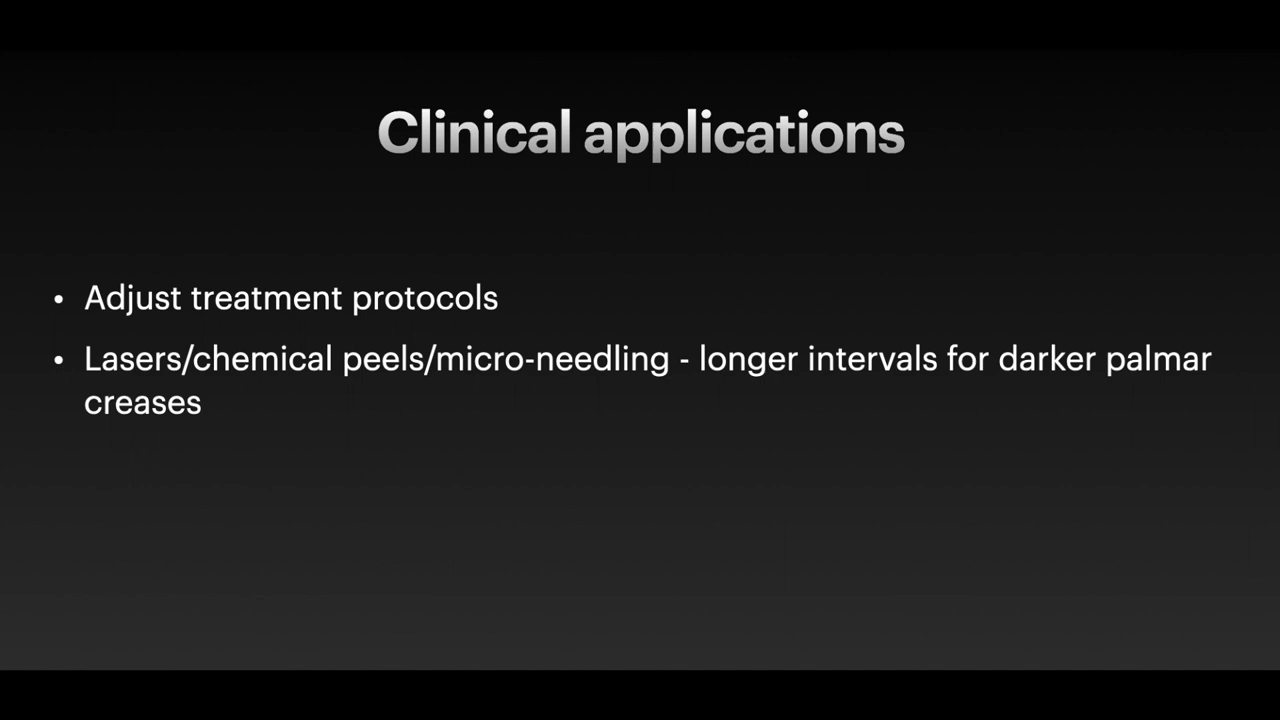 Clinical applications
• Adjust treatment protocols
• Lasers/chemical peels/micro-needling - longer intervals for darker palmar
creases